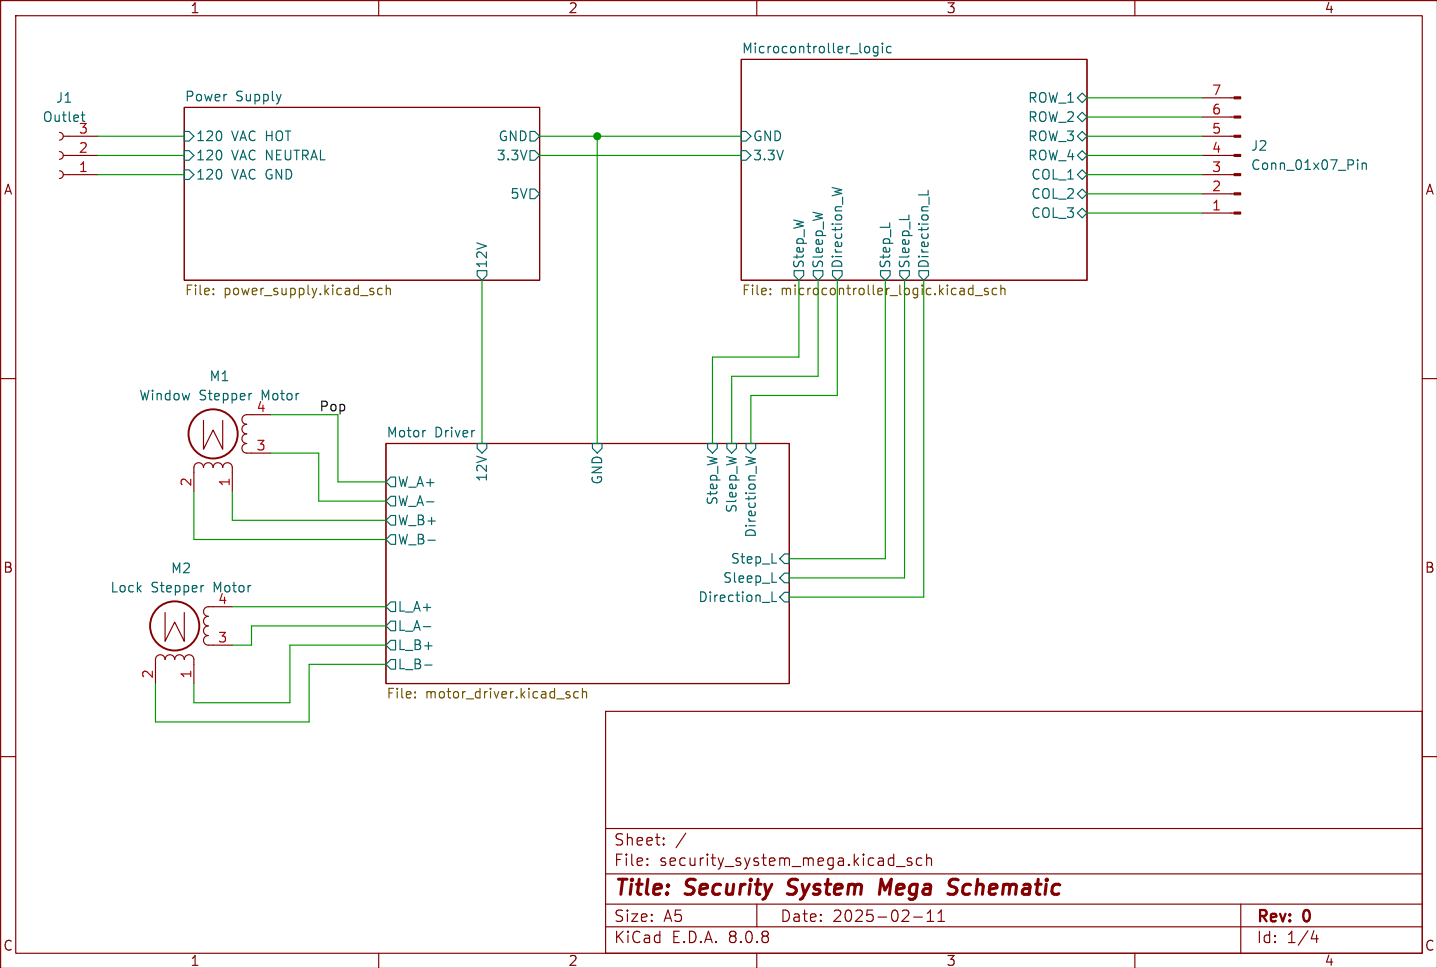 1 2 3 4
A A
B B
C C
1 2 3 4
J1
Outlet
3
2
1
Power Supply
120 VAC HOT
120 VAC NEUTRAL
120 VAC GND
GND
3.3V
5V
12V
File: power_supply.kicad_sch
Microcontroller_logic
GND
3.3V
ROW_1
ROW_2
ROW_3
ROW_4
COL_1
COL_2
COL_3
Step_W
Sleep_W
Direction_W
Step_L
Sleep_L
Direction_L
File: microcontroller_logic.kicad_sch
7
6
5
4
3
2
1
J2
Conn_01x07_Pin
M1
Window Stepper Motor
4
3
2
1
Pop
M2
Lock Stepper Motor
4
3
2
1
Motor Driver
12V
GND
Step_W
Sleep_W
Direction_W
W_A+
W_A-
W_B+
W_B-
L_A+
L_A-
L_B+
L_B-
Step_L
Sleep_L
Direction_L
File: motor_driver.kicad_sch
Sheet: /
File: security_system_mega.kicad_sch
Title: Security System Mega Schematic
Size: A5 Date: 2025-02-11 Rev: 0
KiCad E.D.A. 8.0.8 Id: 1/4